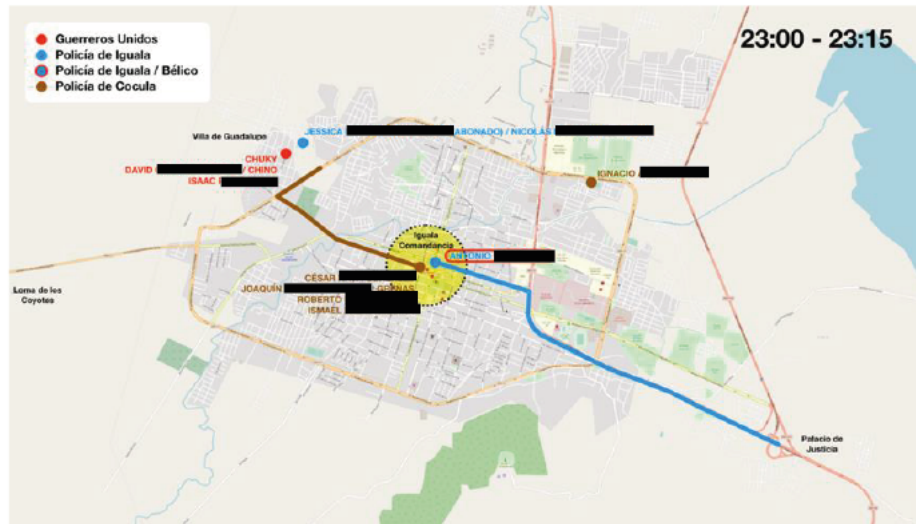 Guerreros Unidos
Policía de Iguala
Policía de Iguala / Bélico
Policía de Cocula
23:00 - 23:15
Villa de Guadalupe
JESSICA ABONADO) / NICOLÁS
CHUKY
DAVID / CHINO
ISAAC
IGNACIO
Iguala
Comandancia
ANTONIO
CÉSAR
JOAQUÍN GREÑAS
ROBERTO
ISMAEL
Loma de los
Coyotes
Palacio de
Justicia